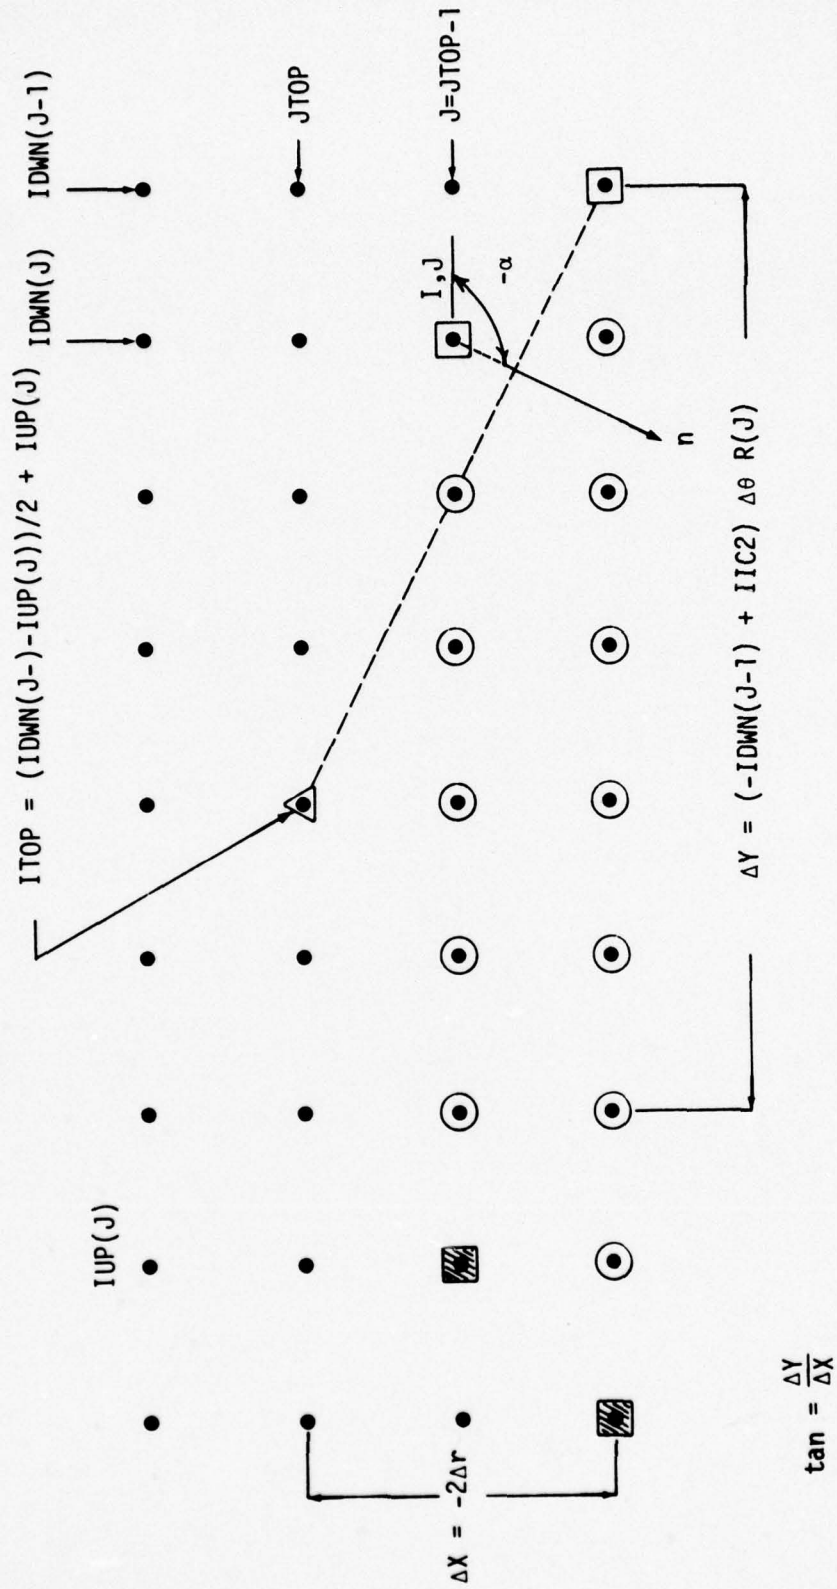 ITOP = (IDWN(J-)-IUP(J))/2 + IUP(J)
IDWN(J)
IDWN(J-1)
IUP(J)
JTOP
I,J
J=JTOP-1
-α
n
ΔX = -2Δr
ΔY = (-IDWN(J-1) + IIC2) Δθ R(J)
tan = ΔY/ΔX